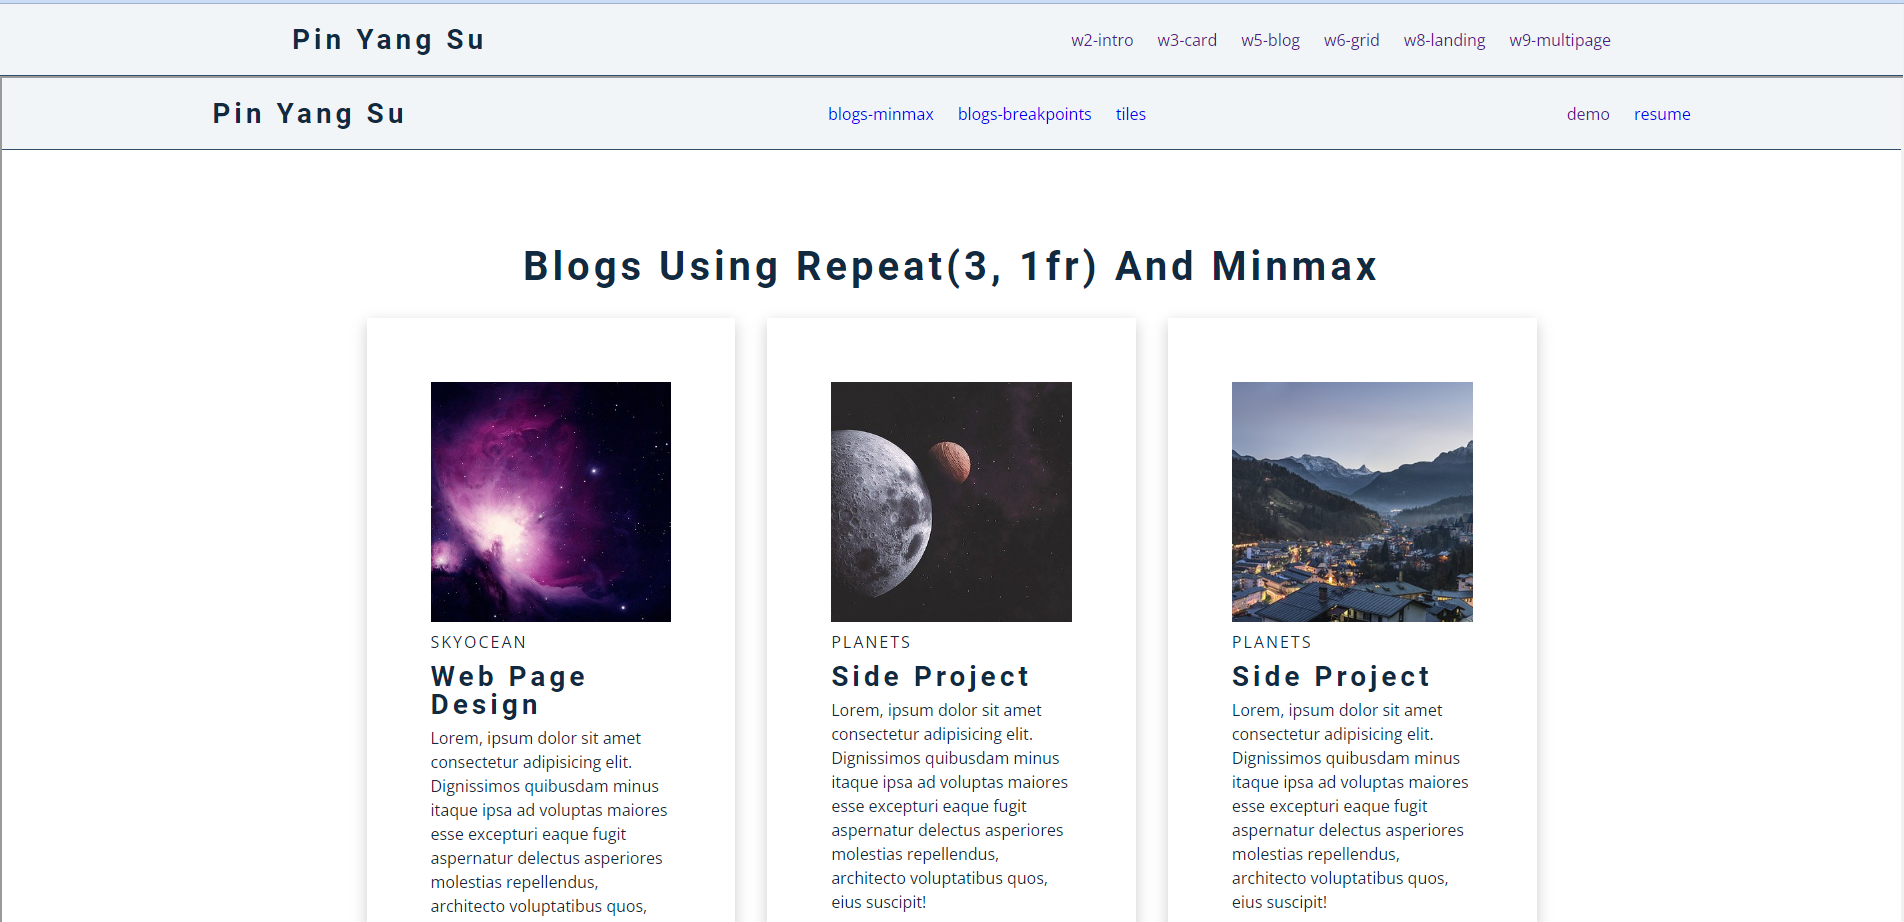 Pin Yang Su
w2-intro w3-card w5-blog w6-grid w8-landing w9-multipage
Pin Yang Su
blogs-minmax blogs-breakpoints tiles
demo resume
Blogs Using Repeat(3, 1fr) And Minmax
SKYOCEAN
Web Page
Design
Lorem, ipsum dolor sit amet
consectetur adipisicing elit.
Dignissimos quibusdam minus
itaque ipsa ad voluptas maiores
esse excepturi eaque fugit
aspernatur delectus asperiores
molestias repellendus,
architecto voluptatibus quos,
PLANETS
Side Project
Lorem, ipsum dolor sit amet
consectetur adipisicing elit.
Dignissimos quibusdam minus
itaque ipsa ad voluptas maiores
esse excepturi eaque fugit
aspernatur delectus asperiores
molestias repellendus,
architecto voluptatibus quos,
eius suscipit!
PLANETS
Side Project
Lorem, ipsum dolor sit amet
consectetur adipisicing elit.
Dignissimos quibusdam minus
itaque ipsa ad voluptas maiores
esse excepturi eaque fugit
aspernatur delectus asperiores
molestias repellendus,
architecto voluptatibus quos,
eius suscipit!